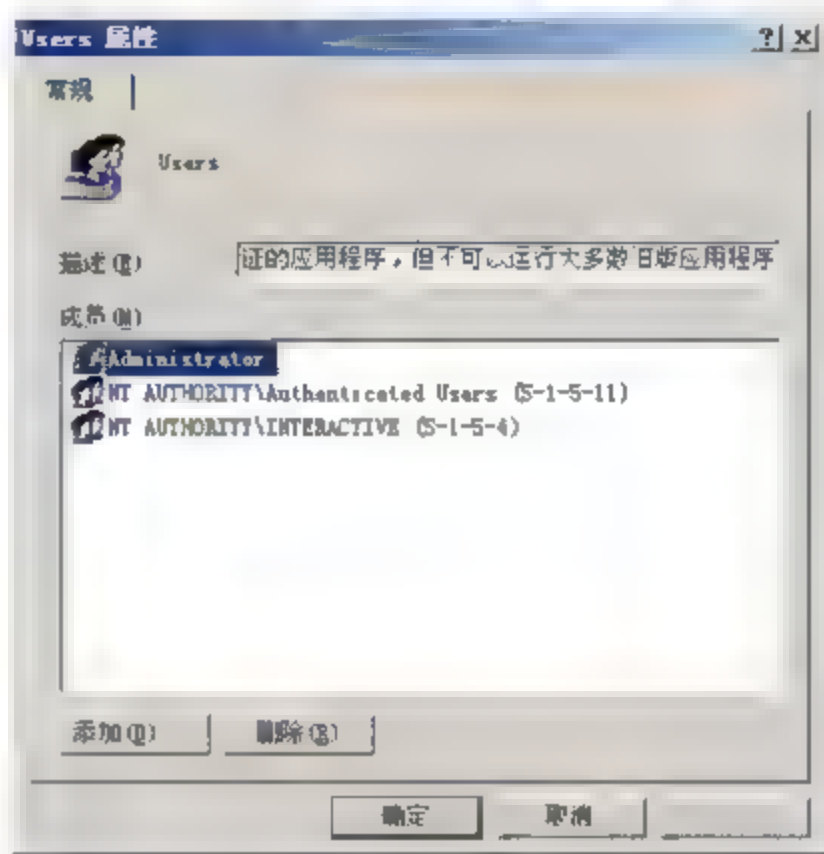 Users 属性
常规
Users
描述(E)
证的应用程序，但不可以运行大多数旧版应用程序
成员(M)
Administrator
NT AUTHORITY\Authenticated Users (S-1-5-11)
NT AUTHORITY\INTERACTIVE (S-1-5-4)
添加(D)
删除(R)
确定
取消